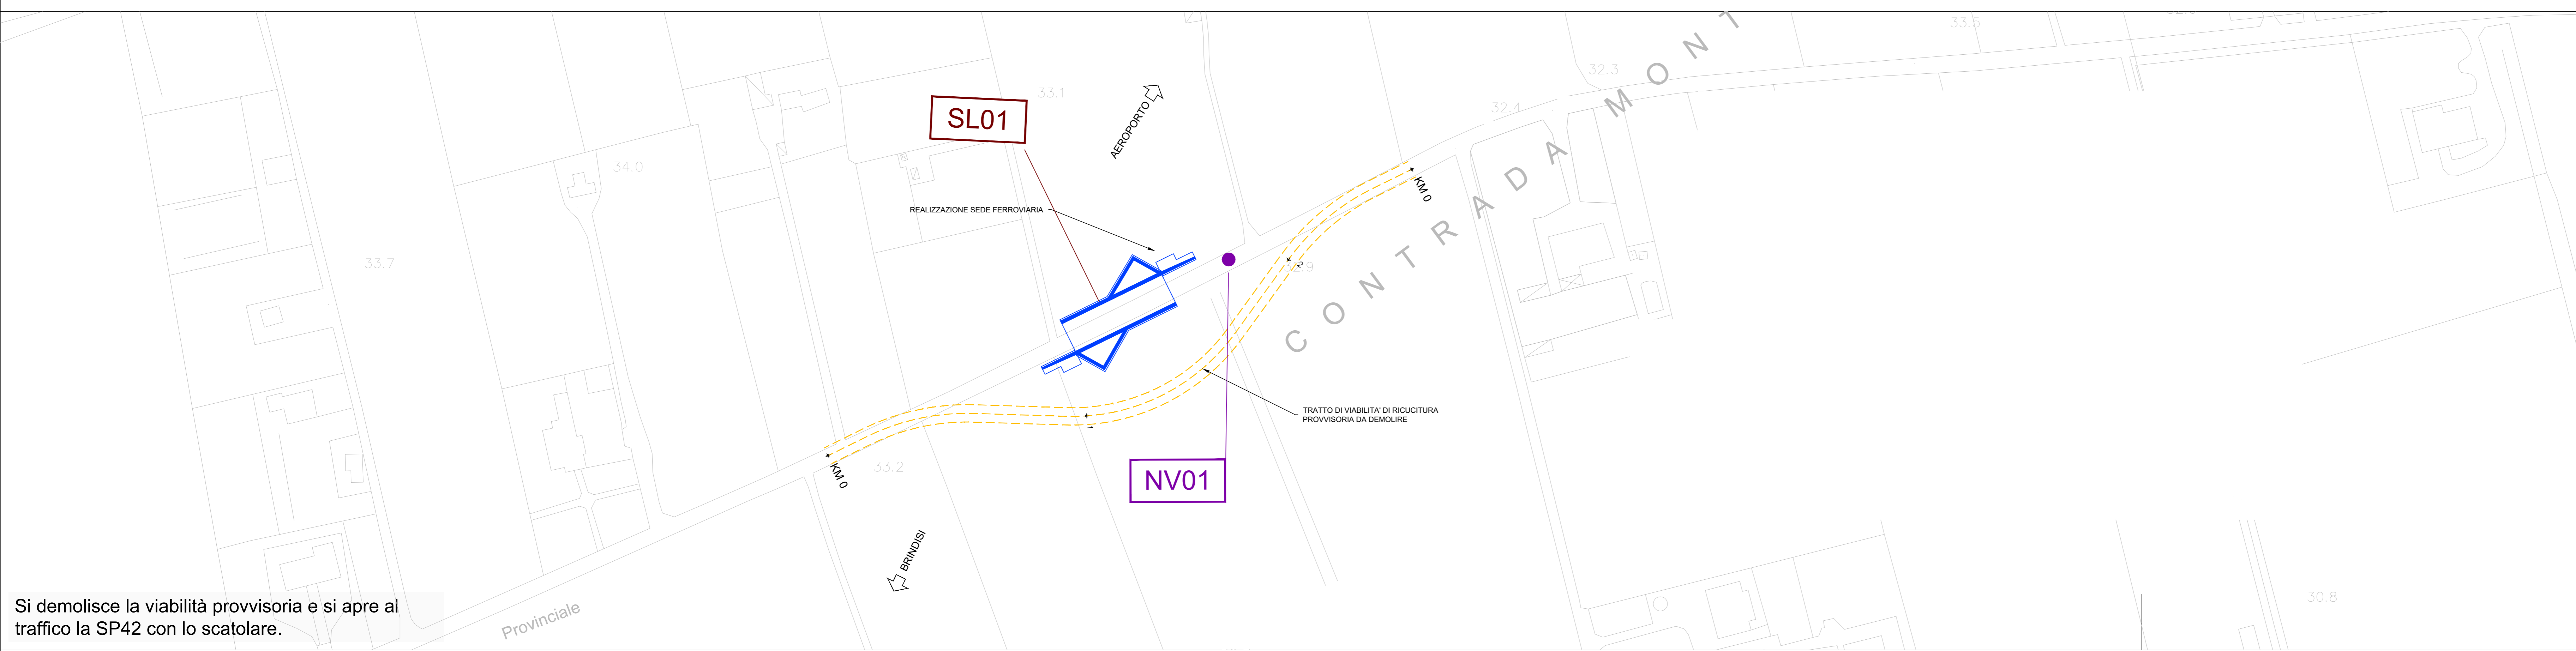 33.5
32.3
CONTRADA MONT
33.1
32.4
SL01
AEROPORTO
34.0
KM 0
REALIZZAZIONE SEDE FERROVIARIA
33.7
2
TRATTO DI VIABILITA' DI RICUCITURA
PROVVISORIA DA DEMOLIRE
1
33.2
KM 0
NV01
BRINDISI
Si demolisce la viabilità provvisoria e si apre al
traffico la SP42 con lo scatolare.
Provinciale
30.8